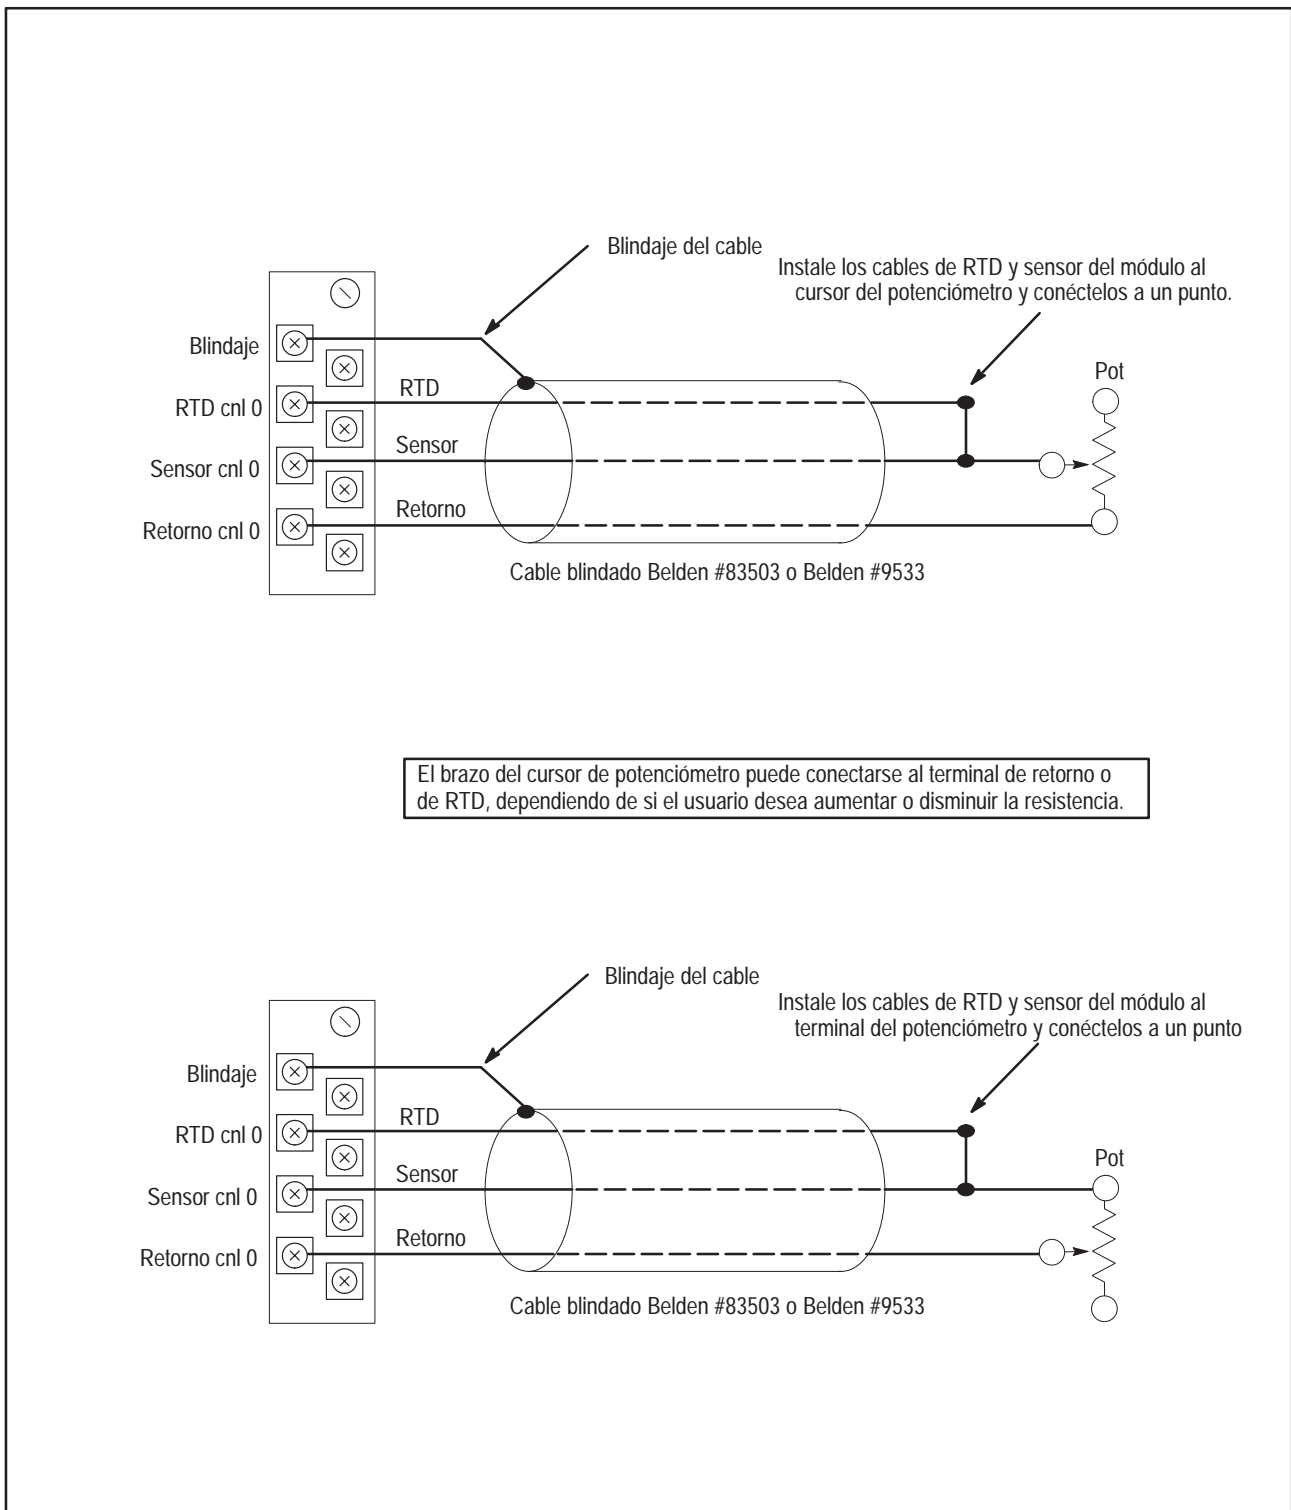 Blindaje del cable
Instale los cables de RTD y sensor del módulo al
cursor del potenciómetro y conéctelos a un punto.
Blindaje
RTD
Pot
RTD cnl 0
Sensor
Sensor cnl 0
Retorno
Retorno cnl 0
Cable blindado Belden #83503 o Belden #9533
El brazo del cursor de potenciómetro puede conectarse al terminal de retorno o
de RTD, dependiendo de si el usuario desea aumentar o disminuir la resistencia.
Blindaje del cable
Instale los cables de RTD y sensor del módulo al
terminal del potenciómetro y conéctelos a un punto
Blindaje
RTD
RTD cnl 0
Pot
Sensor
Sensor cnl 0
Retorno
Retorno cnl 0
Cable blindado Belden #83503 o Belden #9533